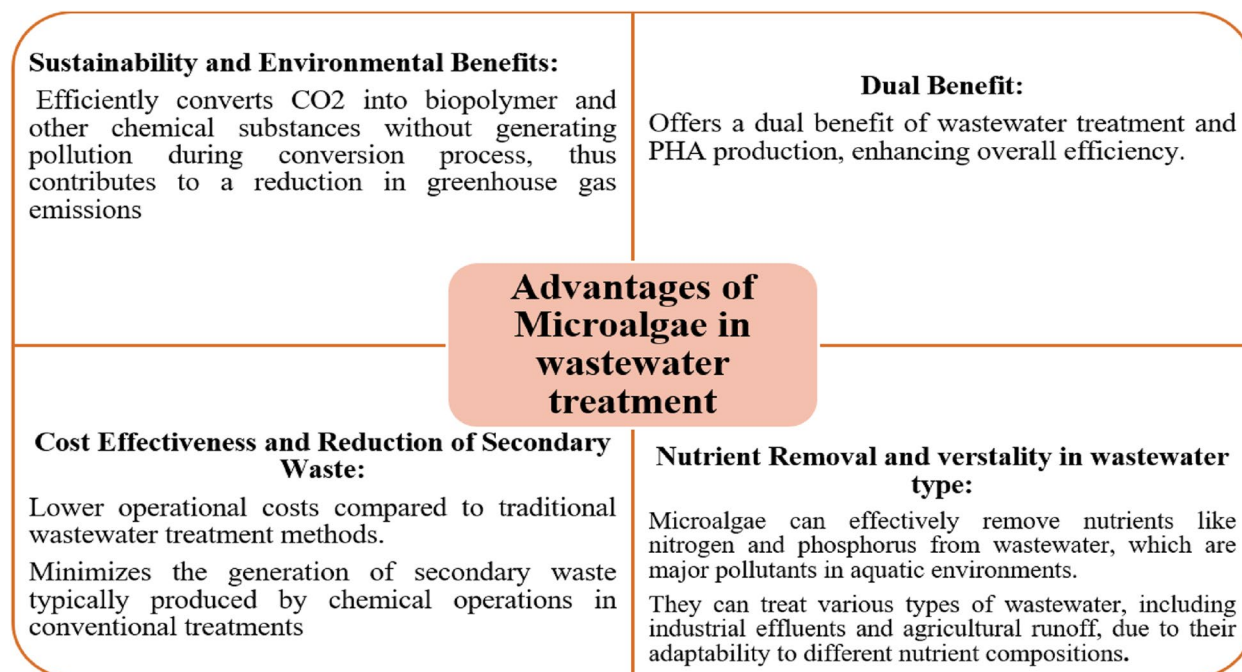 Sustainability and Environmental Benefits:
Efficiently converts CO2 into biopolymer and
other chemical substances without generating
pollution during conversion process, thus
contributes to a reduction in greenhouse gas
emissions
Dual Benefit:
Offers a dual benefit of wastewater treatment and
PHA production, enhancing overall efficiency.
Advantages of
Microalgae in
wastewater
treatment
Cost Effectiveness and Reduction of Secondary
Waste:
Lower operational costs compared to traditional
wastewater treatment methods.
Minimizes the generation of secondary waste
typically produced by chemical operations in
conventional treatments
Nutrient Removal and verstality in wastewater
type:
Microalgae can effectively remove nutrients like
nitrogen and phosphorus from wastewater, which are
major pollutants in aquatic environments.
They can treat various types of wastewater, including
industrial effluents and agricultural runoff, due to their
adaptability to different nutrient compositions.